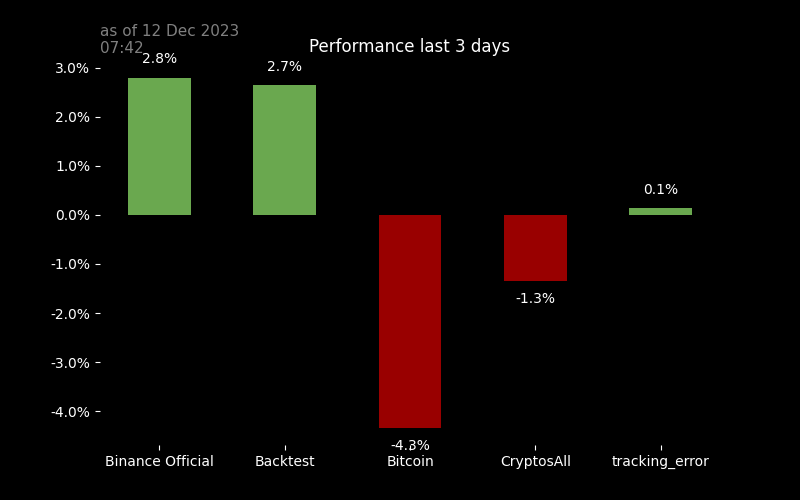 as of 12 Dec 2023
07:42
Performance last 3 days
3.0%
2.0%
1.0%
0.0%
-1.0%
-2.0%
-3.0%
-4.0%
2.8%
2.7%
-4.3%
-1.3%
0.1%
Binance Official
Backtest
Bitcoin
CryptosAll
tracking_error